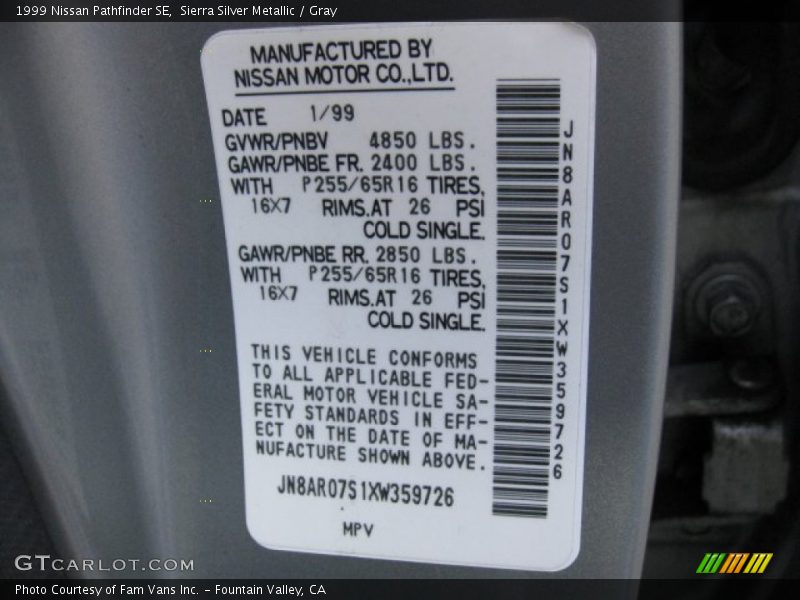 1999 Nissan Pathfinder SE,  Sierra Silver Metallic / Gray
MANUFACTURED BY
NISSAN MOTOR CO.,LTD.
DATE 1/99
GVWR/PNBV 4850 LBS.
GAWR/PNBE FR. 2400 LBS.
WITH P255/65R16 TIRES,
16X7 RIMS.AT 26 PSI
COLD SINGLE.
GAWR/PNBE RR. 2850 LBS.
WITH P255/65R16 TIRES,
16X7 RIMS.AT 26 PSI
COLD SINGLE.
THIS VEHICLE CONFORMS
TO ALL APPLICABLE FED-
ERAL MOTOR VEHICLE SA-
FETY STANDARDS IN EFF-
ECT ON THE DATE OF MA-
NUFACTURE SHOWN ABOVE.
JN8AR07S1XW359726
MPV
JN8AR07S1XW359726
GTCARLOT.COM
Photo Courtesy of Fam Vans Inc. - Fountain Valley, CA